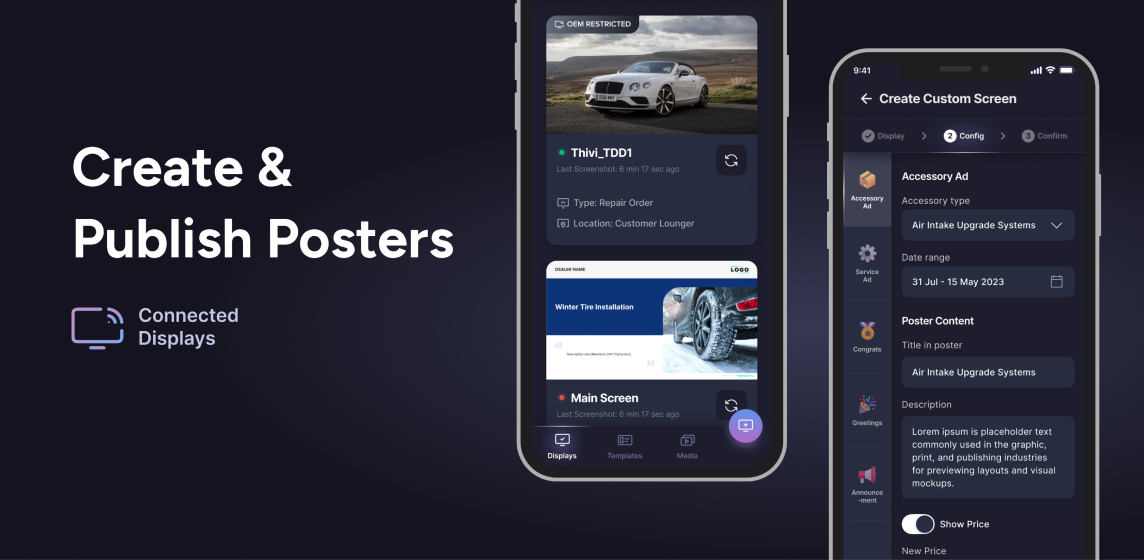 Create &
Publish Posters
Connected
Displays
OEM RESTRICTED
Thivi_TDD1
Last Screenshot: 6 min 17 sec ago
Type: Repair Order
Location: Customer Lounger
DEALER NAME
LOGO
Winter Tire Installation
Description text (Maximum 240 Characters)
Main Screen
Last Screenshot: 6 min 17 sec ago
Displays
Templates
Media
9:41
Create Custom Screen
Display
2 Config
3 Confirm
Accessory
Ad
Service
Ad
Congrats
Greetings
Announce
-ment
Accessory Ad
Accessory type
Air Intake Upgrade Systems
Date range
31 Jul - 15 May 2023
Poster Content
Title in poster
Air Intake Upgrade Systems
Description
Lorem ipsum is placeholder text
commonly used in the graphic,
print, and publishing industries
for previewing layouts and visual
mockups.
Show Price
New Price